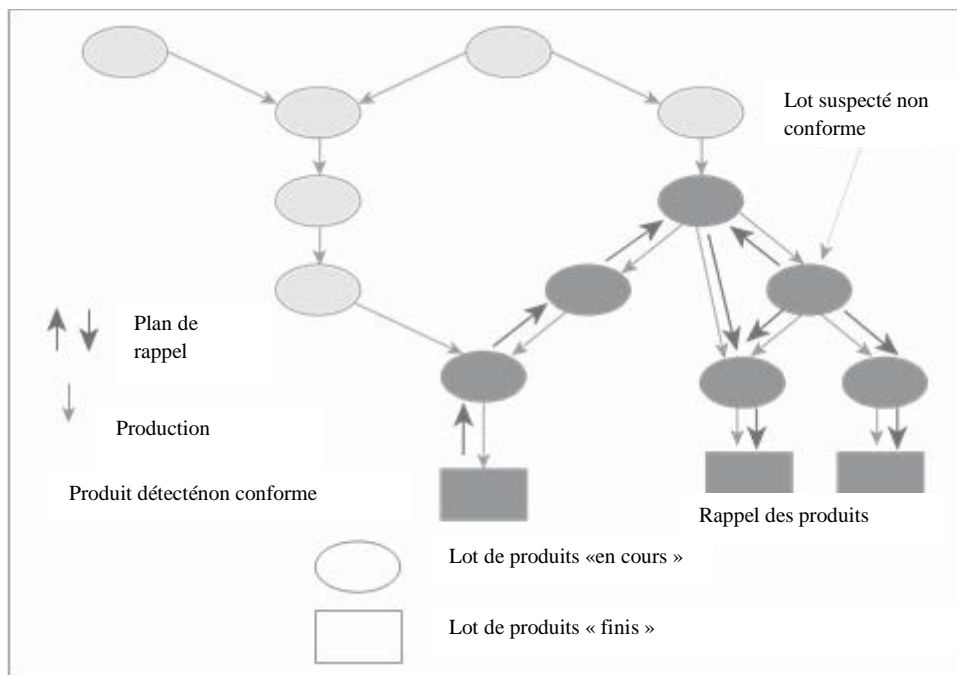 Lot suspecté non
conforme
Plan de
rappel
Production
Produit détecténon conforme
Rappel des produits
Lot de produits «en cours »
Lot de produits « finis »